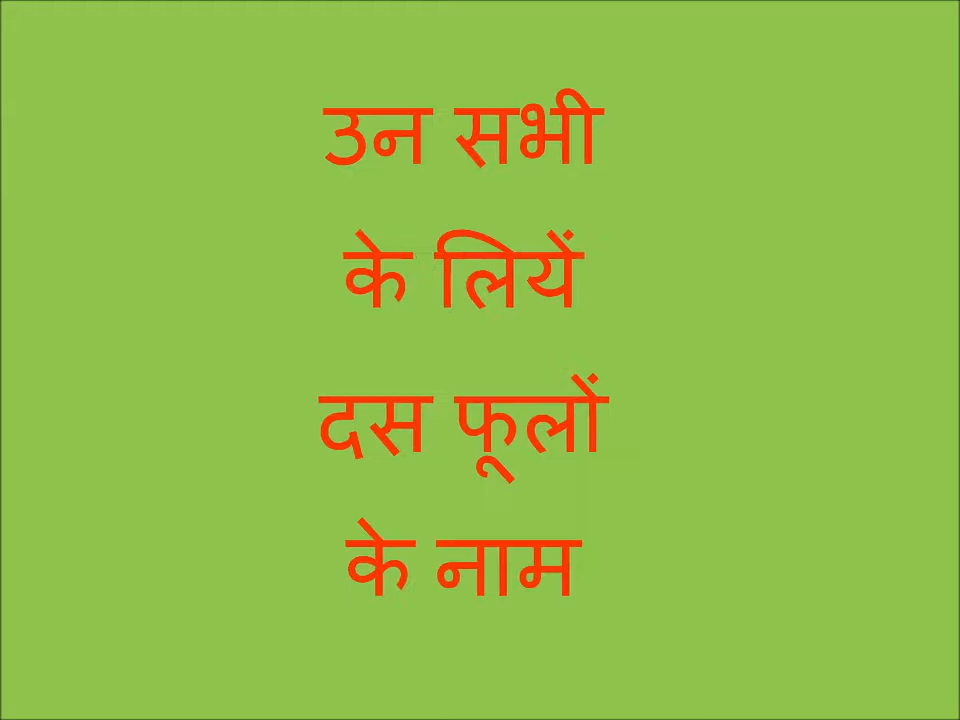 उन सभी
के लियें
दस फूलों
के नाम